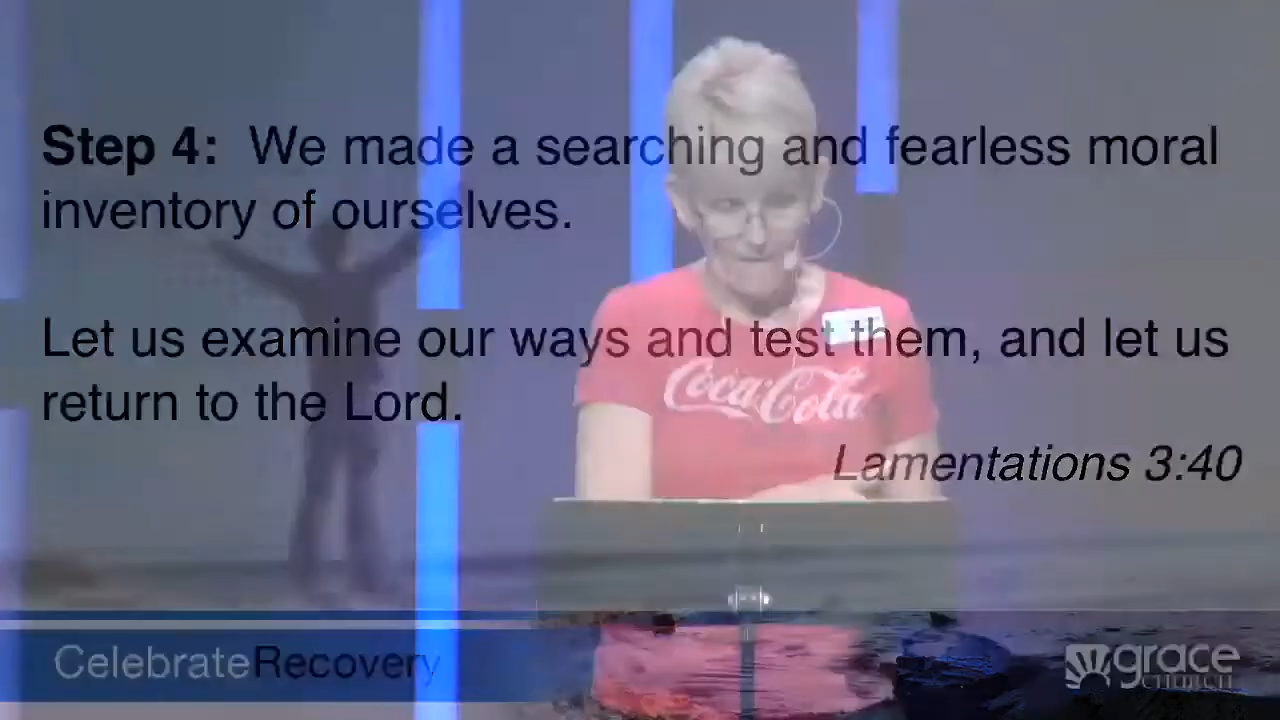 Step 4: We made a searching and fearless moral
inventory of ourselves.
Let us examine our ways and test them, and let us
return to the Lord.
Coca-Cola
Lamentations 3:40
CelebrateRecovery
grace
CHURCH